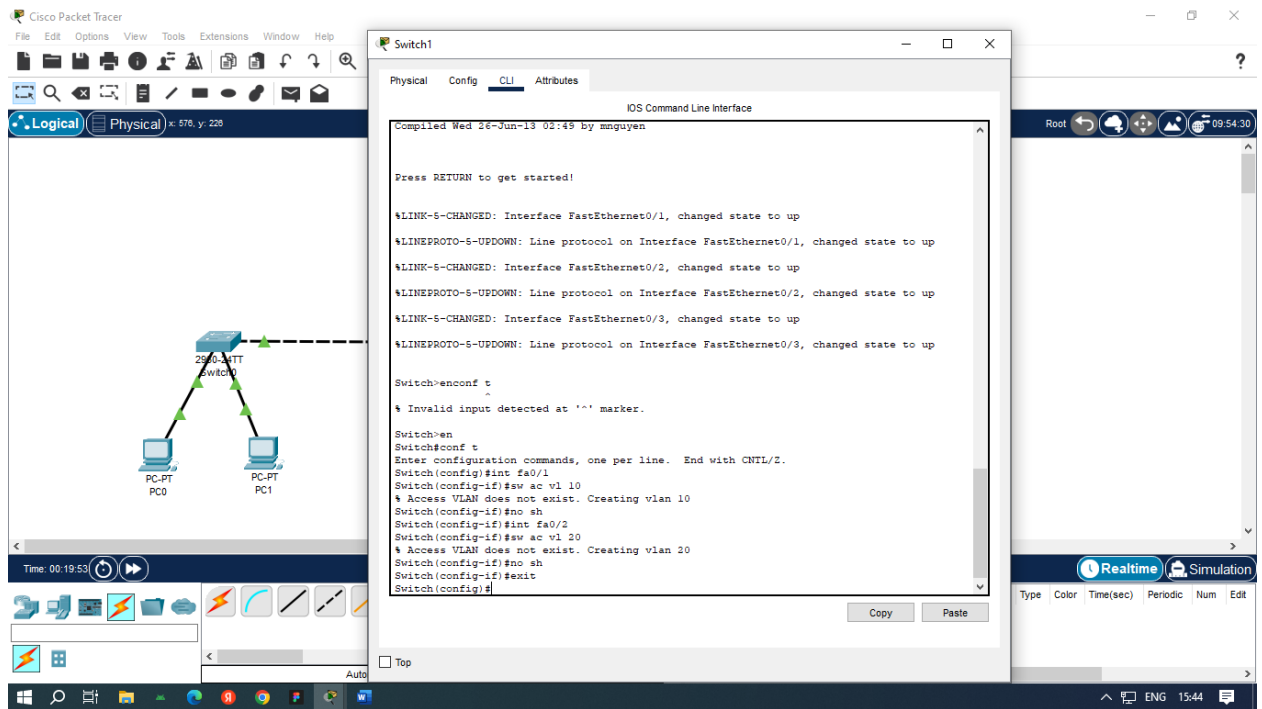 Cisco Packet Tracer
File Edit Options View Tools Extensions Window Help
?
Logical Physical x: 576, y: 226
Root 09:54:30
Switch1
Physical Config CLI Attributes
IOS Command Line Interface
Compiled Wed 26-Jun-13 02:49 by mnguyen
Press RETURN to get started!
%LINK-5-CHANGED: Interface FastEthernet0/1, changed state to up
%LINEPROTO-5-UPDOWN: Line protocol on Interface FastEthernet0/1, changed state to up
%LINK-5-CHANGED: Interface FastEthernet0/2, changed state to up
%LINEPROTO-5-UPDOWN: Line protocol on Interface FastEthernet0/2, changed state to up
%LINK-5-CHANGED: Interface FastEthernet0/3, changed state to up
%LINEPROTO-5-UPDOWN: Line protocol on Interface FastEthernet0/3, changed state to up
Switch>enconf t
^
% Invalid input detected at '^' marker.
Switch>en
Switch#conf t
Enter configuration commands, one per line. End with CNTL/Z.
Switch(config)#int fa0/1
Switch(config-if)#sw ac vl 10
% Access VLAN does not exist. Creating vlan 10
Switch(config-if)#no sh
Switch(config-if)#int fa0/2
Switch(config-if)#sw ac vl 20
% Access VLAN does not exist. Creating vlan 20
Switch(config-if)#no sh
Switch(config-if)#exit
Switch(config)#
Copy Paste
Top
2960-24TT
Switch0
PC-PT
PC0
PC-PT
PC1
Time: 00:19:53
Realtime Simulation
Type Color Time(sec) Periodic Num Edit
Auto
ENG 15:44